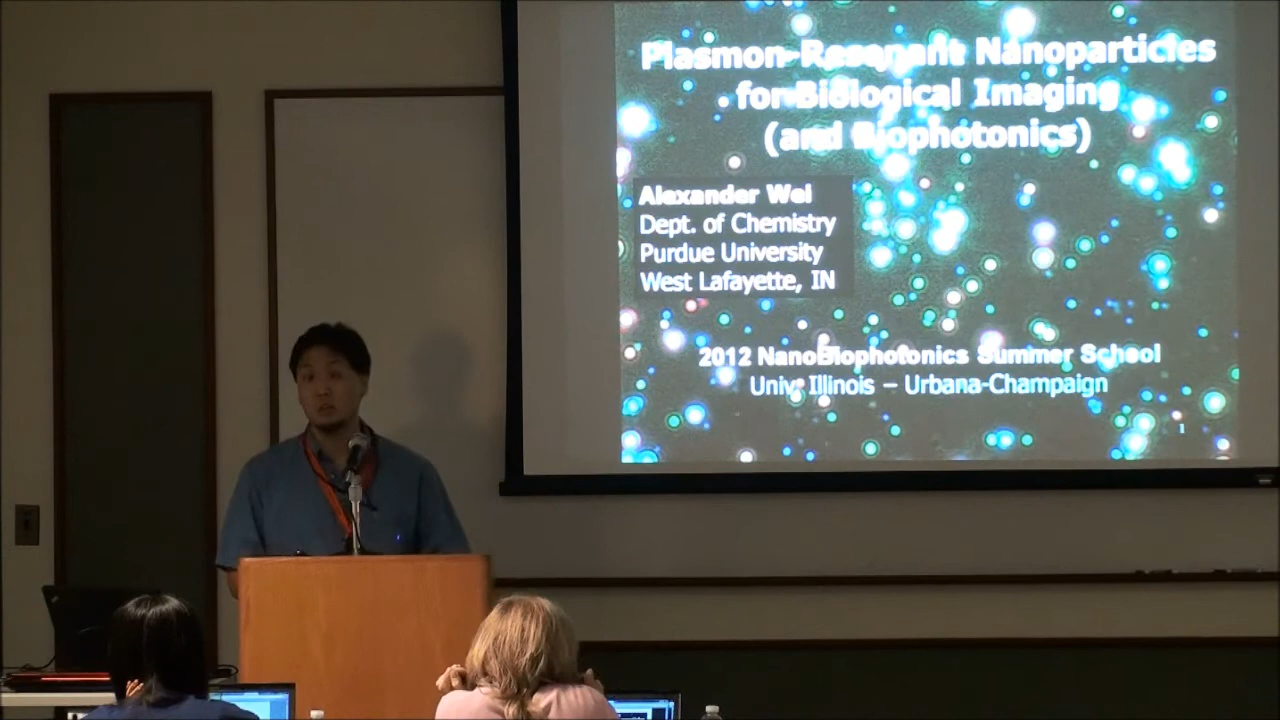 Plasmon-Resonant Nanoparticles
for Biological Imaging
(and Biophotonics)
Alexander Wei
Dept. of Chemistry
Purdue University
West Lafayette, IN
2012 NanoBiophotonics Summer School
Univ. Illinois – Urbana-Champaign
1